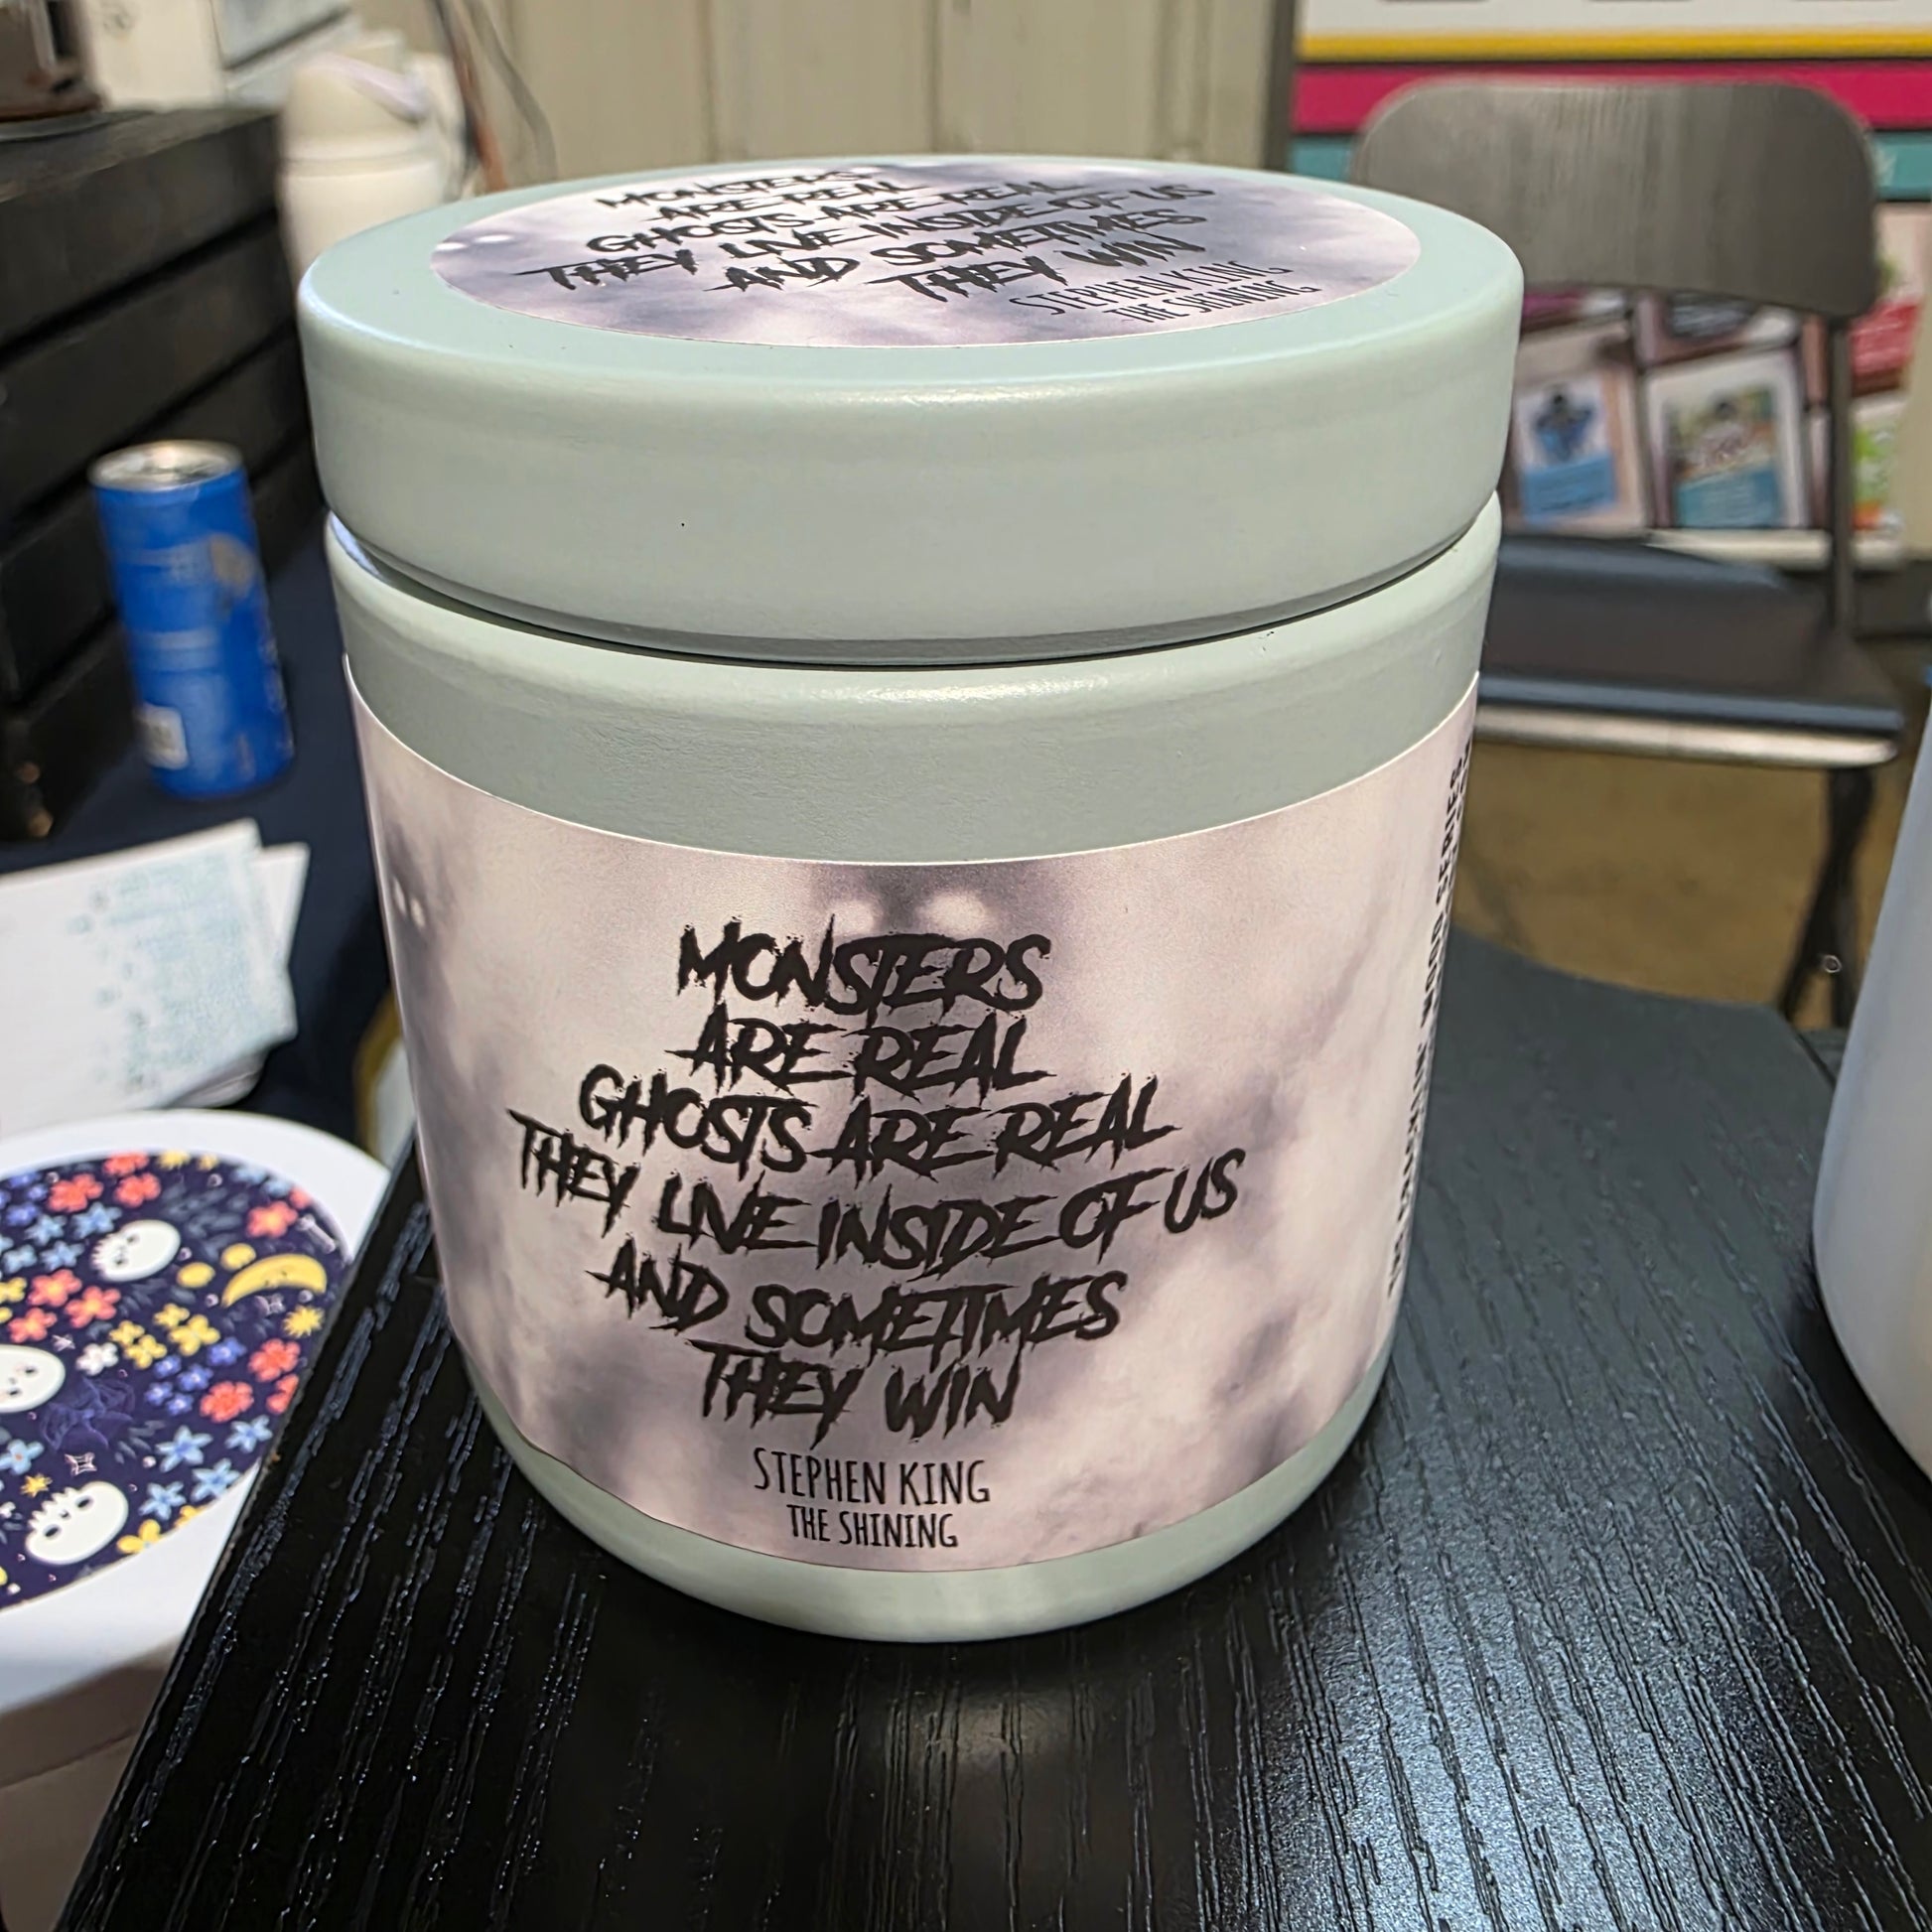 MONSTERS
ARE REAL
GHOSTS ARE REAL
THEY LIVE INSIDE OF US
AND SOMETIMES
THEY WIN
STEPHEN KING
THE SHINING
MONSTERS
ARE REAL
GHOSTS ARE REAL
THEY LIVE INSIDE OF US
AND SOMETIMES
THEY WIN
STEPHEN KING
THE SHINING